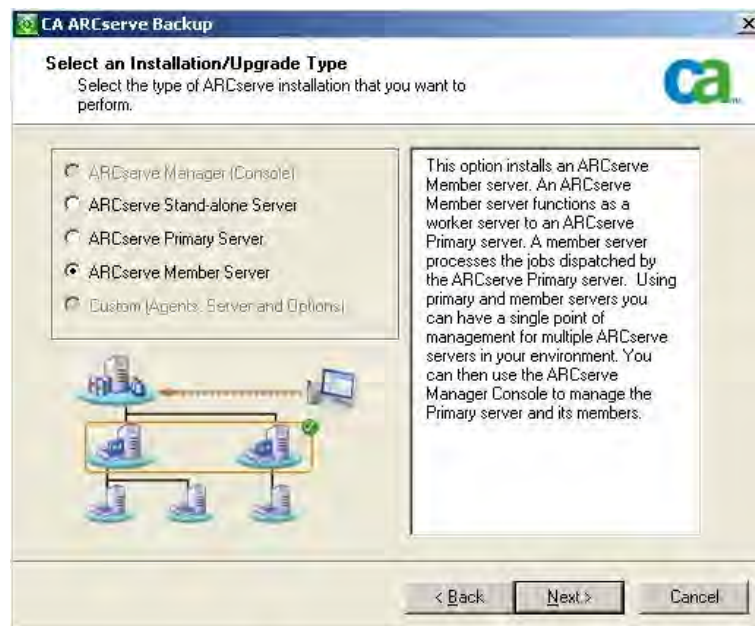 CA ARCserve Backup
Select an Installation/Upgrade Type
Select the type of ARCserve installation that you want to
perform.
ca
ARCserve Manager (Console)
ARCserve Stand-alone Server
ARCserve Primary Server
ARCserve Member Server
Custom (Agents, Server and Options)
This option installs an ARCserve
Member server. An ARCserve
Member server functions as a
worker server to an ARCserve
Primary server. A member server
processes the jobs dispatched by
the ARCserve Primary server. Using
primary and member servers you
can have a single point of
management for multiple ARCserve
servers in your environment. You
can then use the ARCserve
Manager Console to manage the
Primary server and its members.
< Back
Next >
Cancel